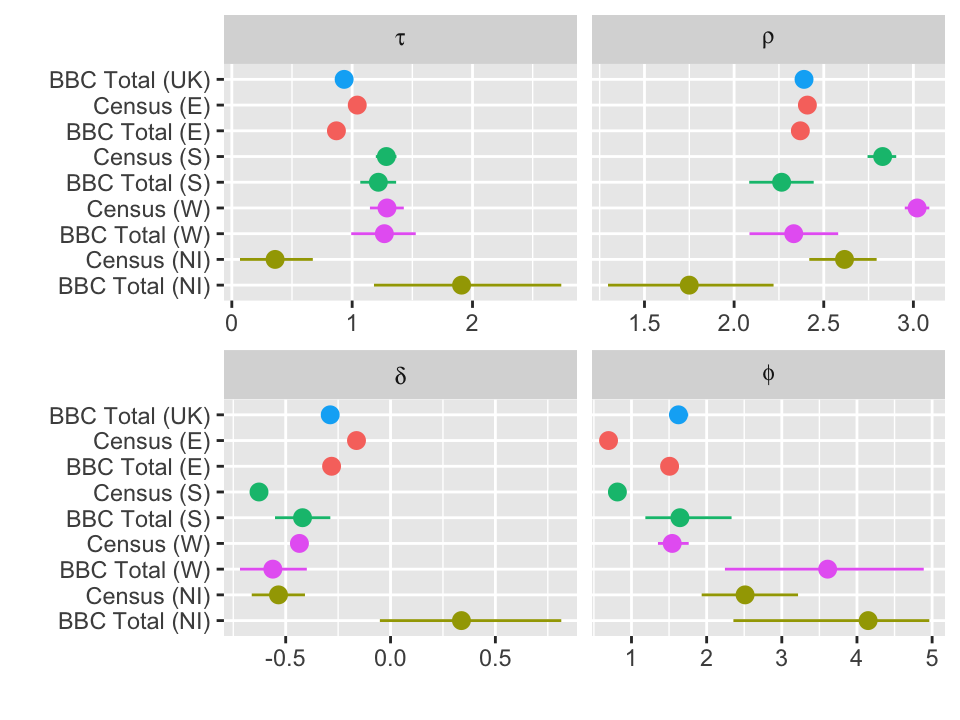 τ ρ
BBC Total (UK)
Census (E)
BBC Total (E)
Census (S)
BBC Total (S)
Census (W)
BBC Total (W)
Census (NI)
BBC Total (NI)
0 1 2 1.5 2.0 2.5 3.0
δ ϕ
BBC Total (UK)
Census (E)
BBC Total (E)
Census (S)
BBC Total (S)
Census (W)
BBC Total (W)
Census (NI)
BBC Total (NI)
-0.5 0.0 0.5 1 2 3 4 5